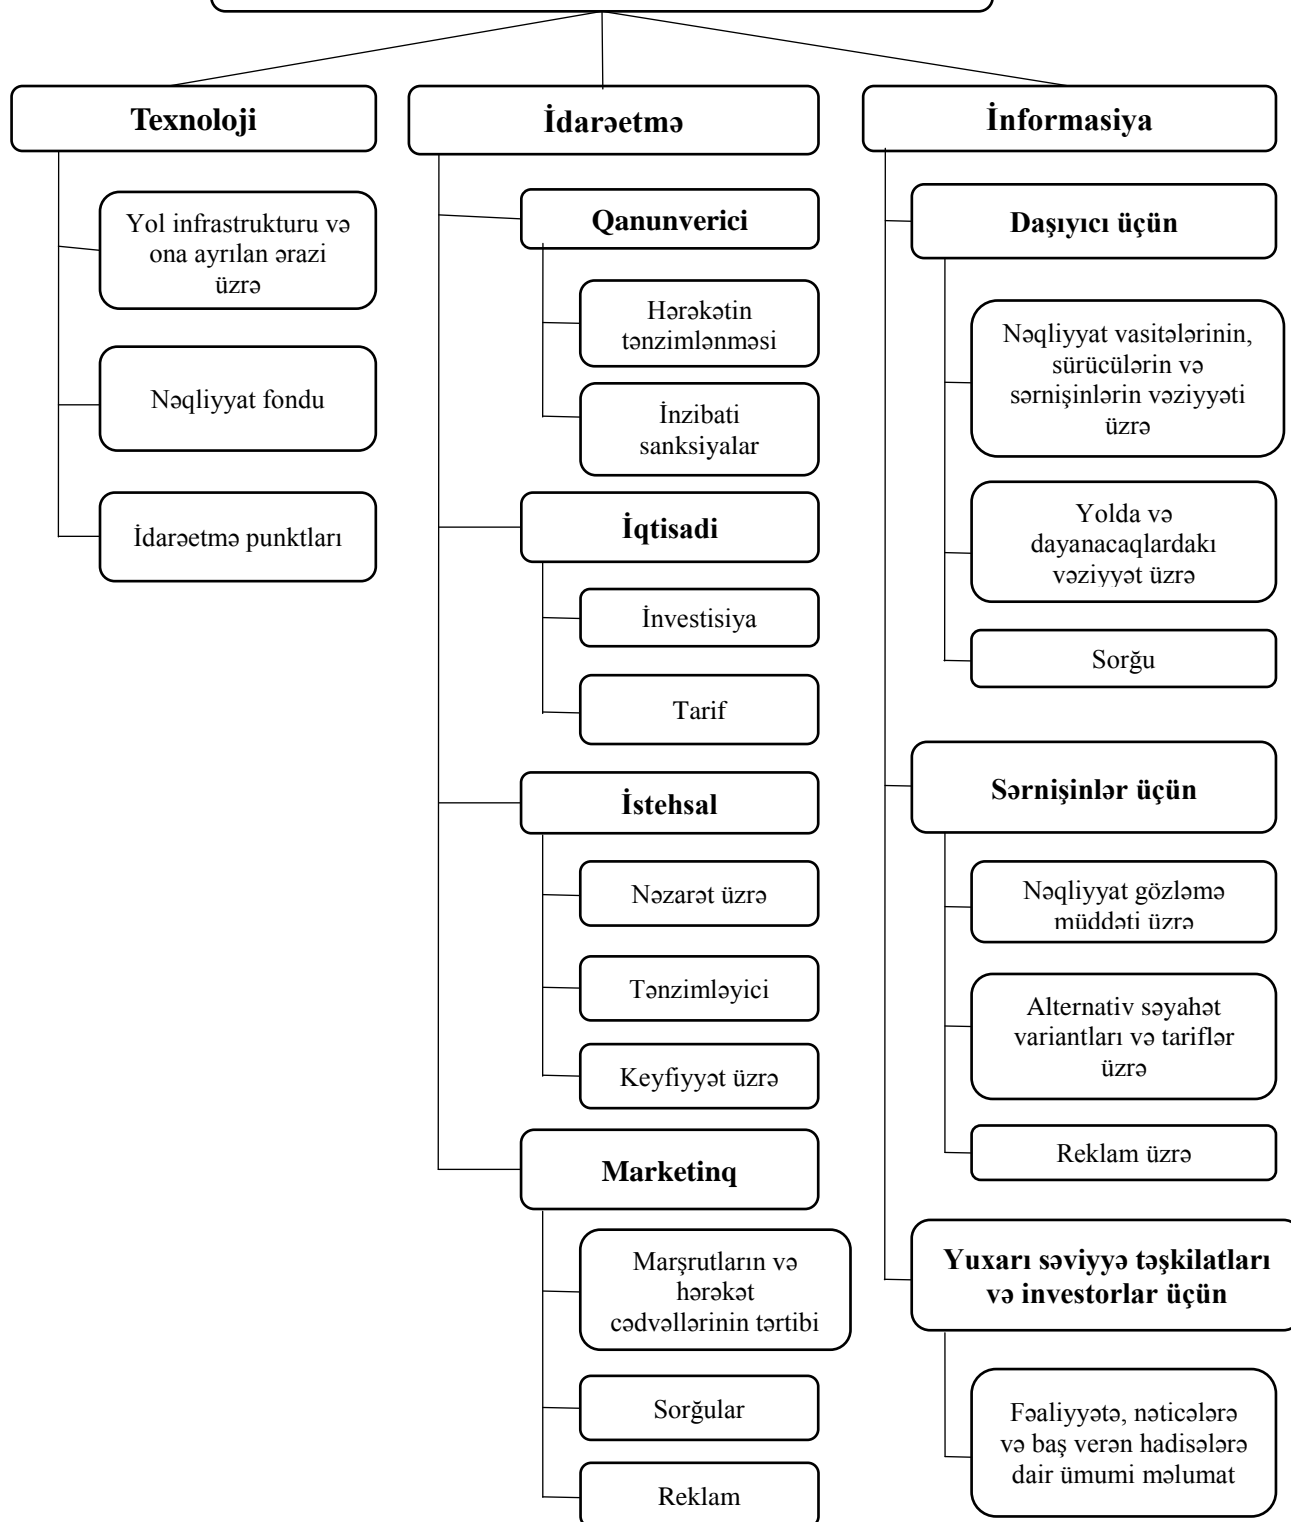 Texnoloji
Yol infrastrukturu və
ona ayrılan ərazi
üzrə
Nəqliyyat fondu
İdarəetmə punktları
İdarəetmə
Qanunverici
Hərəkətin
tənzimlənməsi
İnzibati
sanksiyalar
İqtisadi
İnvestisiya
Tarif
İstehsal
Nəzarət üzrə
Tənzimləyici
Keyfiyyət üzrə
Marketinq
Marşrutların və
hərəkət
cədvəllərinin tərtibi
Sorğular
Reklam
İnformasiya
Daşıyıcı üçün
Nəqliyyat vasitələrinin,
sürücülərin və
sərnişinlərin vəziyyəti
üzrə
Yolda və
dayanacaqlardakı
vəziyyət üzrə
Sorğu
Sərnişinlər üçün
Nəqliyyat gözləmə
müddəti üzrə
Alternativ səyahət
variantları və tariflər
üzrə
Reklam üzrə
Yuxarı səviyyə təşkilatları
və investorlar üçün
Fəaliyyətə, nəticələrə
və baş verən hadisələrə
dair ümumi məlumat